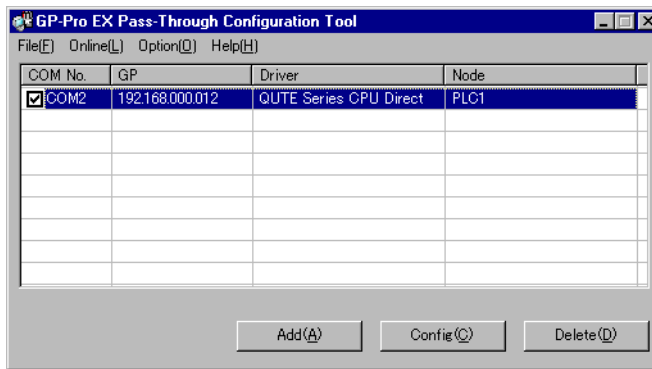 GP-Pro EX Pass-Through Configuration Tool
File(F) Online(L) Option(O) Help(H)
COM No. GP Driver Node
COM2 192.168.000.012 QUTE Series CPU Direct PLC1
Add(A) Config(C) Delete(D)